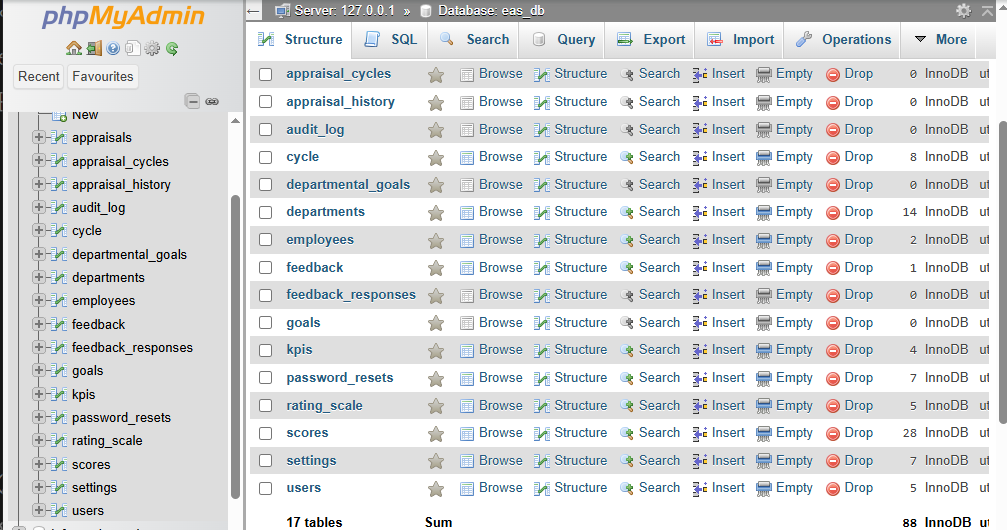 phpMyAdmin
Recent Favourites
New
appraisals
appraisal_cycles
appraisal_history
audit_log
cycle
departmental_goals
departments
employees
feedback
feedback_responses
goals
kpis
password_resets
rating_scale
scores
settings
users
Server: 127.0.0.1 » Database: eas_db
Structure SQL Search Query Export Import Operations More
appraisal_cycles Browse Structure Search Insert Empty Drop 0 InnoDB ut
appraisal_history Browse Structure Search Insert Empty Drop 0 InnoDB ut
audit_log Browse Structure Search Insert Empty Drop 0 InnoDB ut
cycle Browse Structure Search Insert Empty Drop 8 InnoDB ut
departmental_goals Browse Structure Search Insert Empty Drop 0 InnoDB ut
departments Browse Structure Search Insert Empty Drop 14 InnoDB ut
employees Browse Structure Search Insert Empty Drop 2 InnoDB ut
feedback Browse Structure Search Insert Empty Drop 1 InnoDB ut
feedback_responses Browse Structure Search Insert Empty Drop 0 InnoDB ut
goals Browse Structure Search Insert Empty Drop 0 InnoDB ut
kpis Browse Structure Search Insert Empty Drop 4 InnoDB ut
password_resets Browse Structure Search Insert Empty Drop 7 InnoDB ut
rating_scale Browse Structure Search Insert Empty Drop 5 InnoDB ut
scores Browse Structure Search Insert Empty Drop 28 InnoDB ut
settings Browse Structure Search Insert Empty Drop 7 InnoDB ut
users Browse Structure Search Insert Empty Drop 5 InnoDB ut
17 tables Sum 88 InnoDB ut